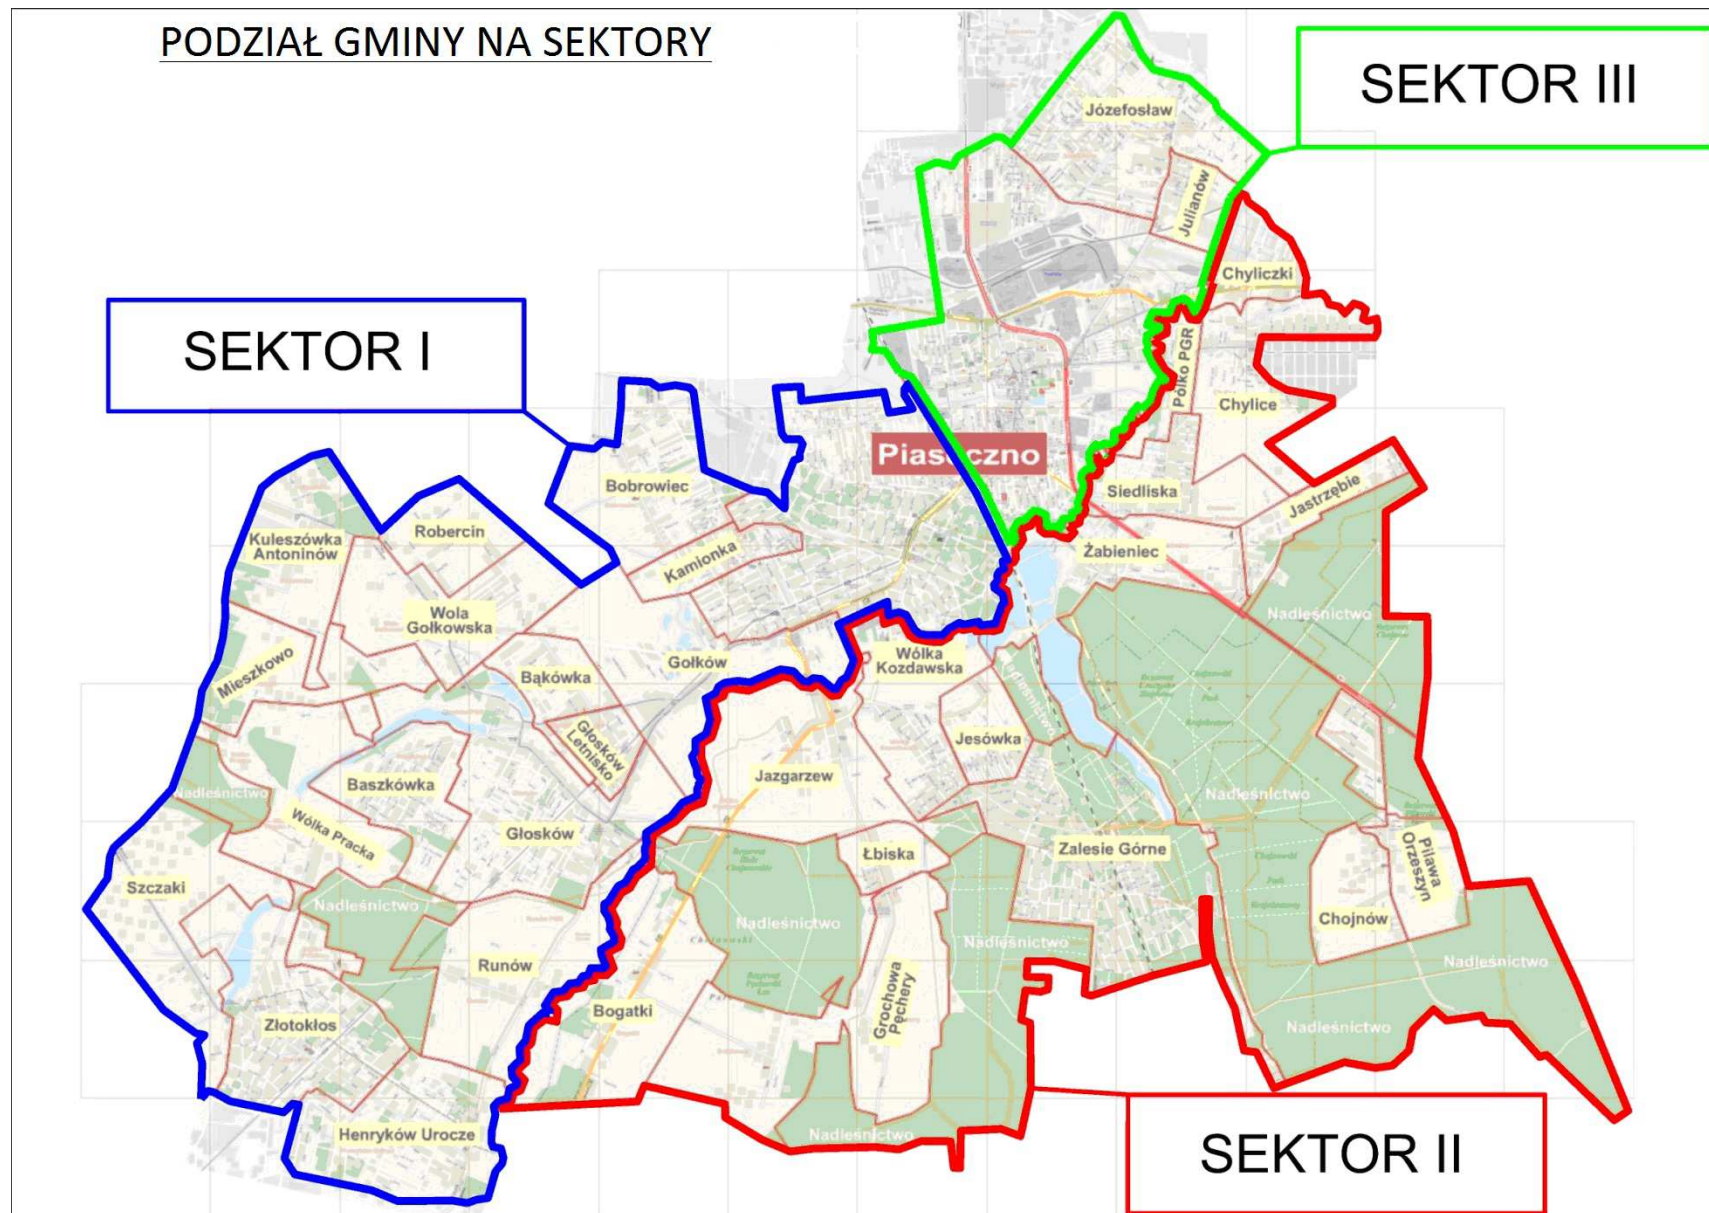 PODZIAŁ GMINY NA SEKTORY
SEKTOR III
Józefosław
Julianów
Chyliczki
SEKTOR I
Pólko PGR
Chylice
Piaseczno
Bobrowiec
Siedliska
Jastrzębie
Robercin
Kuleszówka
Antoninów
Kamionka
Żabieniec
Nadleśnictwo
Wola
Gołkowska
Mieszkowo
Gołków
Wólka
Kozdawska
Bąkówka
Nadleśnictwo
Głosków
Letnisko
Jesówka
Jazgarzew
Baszkówka
Nadleśnictwo
Nadleśnictwo
Wólka Pracka
Głosków
Łbiska
Zalesie Górne
Pilawa
Orzeszyn
Szczaki
Nadleśnictwo
Nadleśnictwo
Chojnów
Nadleśnictwo
Nadleśnictwo
Runów
Grochowa
Pęchery
Bogatki
Złotokłos
Nadleśnictwo
Henryków Urocze
Nadleśnictwo
SEKTOR II